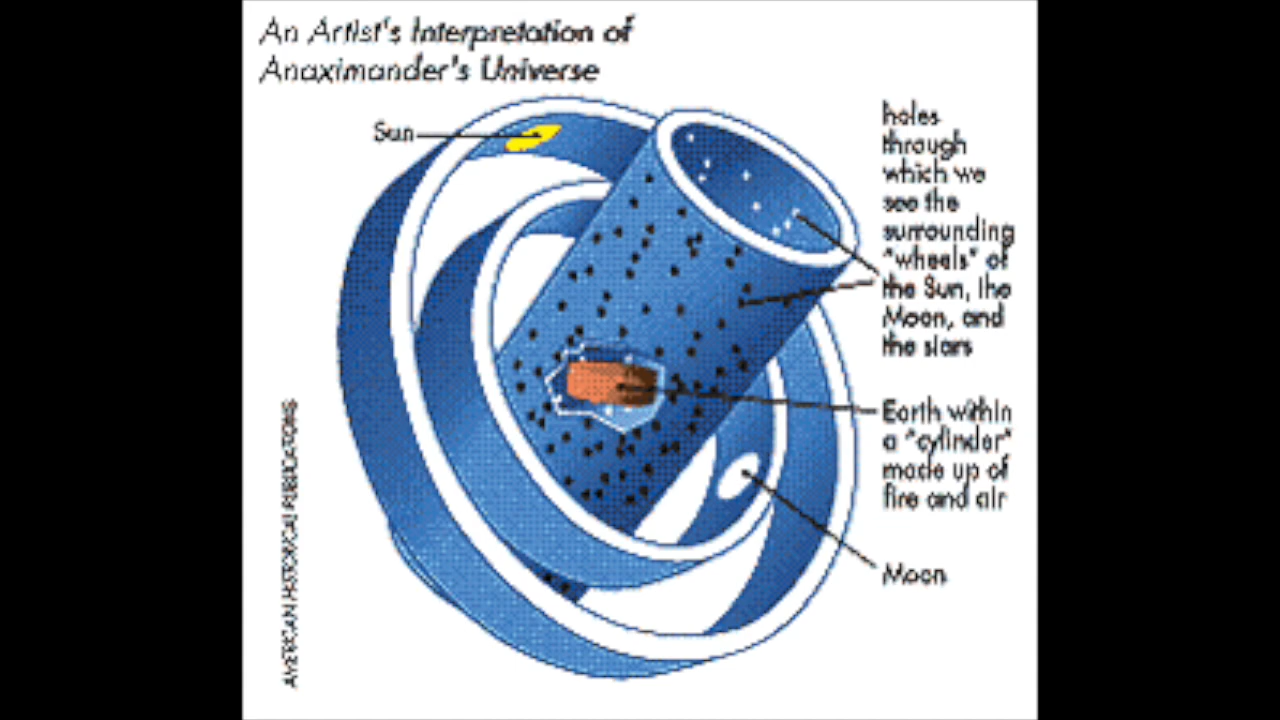 An Artist's Interpretation of
Anaximander's Universe
Sun
holes
through
which we
see the
surrounding
"wheels" of
the Sun, the
Moon, and
the stars
Earth within
a "cylinder"
made up of
fire and air
Moon
AMERICAN HISTORICAL PUBLICATIONS